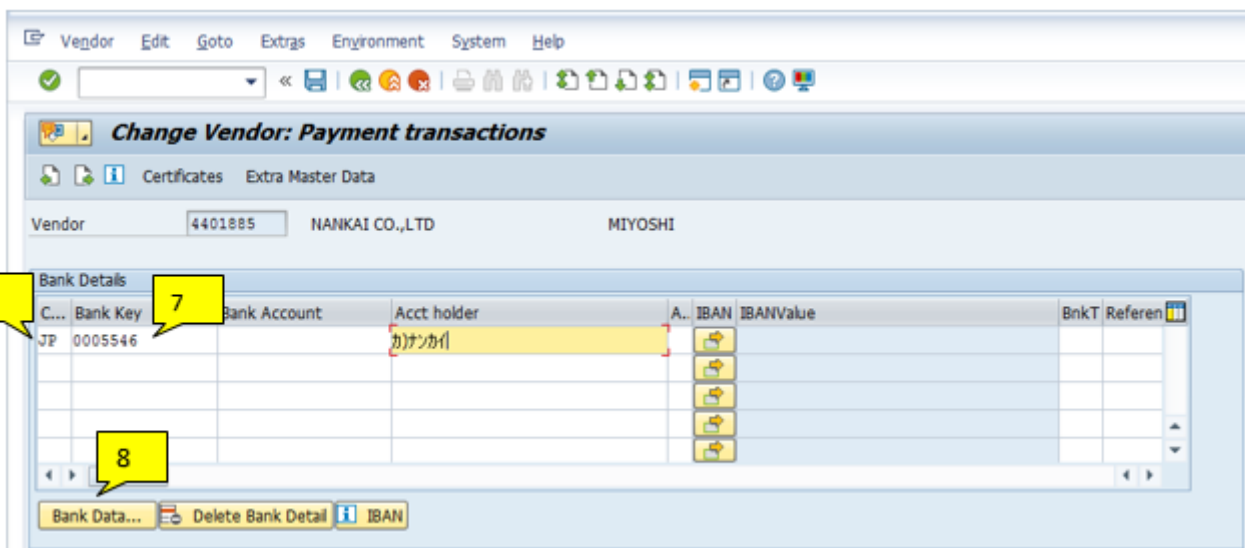 Vendor Edit Goto Extras Environment System Help
Change Vendor: Payment transactions
Certificates Extra Master Data
Vendor 4401885 NANKAI CO.,LTD MIYOSHI
Bank Details
C... Bank Key 7 Bank Account Acct holder A.. IBAN IBANValue BnkT Referen
JP 0005546 カ)ナンカイ
8
Bank Data... Delete Bank Detail IBAN